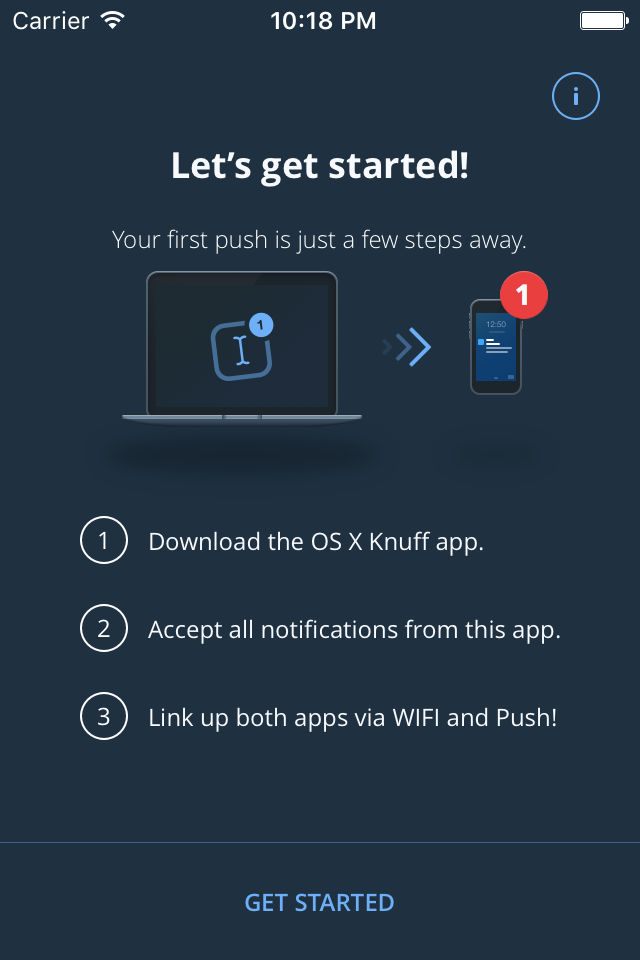 Carrier 10:18 PM
i
Let’s get started!
Your first push is just a few steps away.
1
1
12:50
1 Download the OS X Knuff app.
2 Accept all notifications from this app.
3 Link up both apps via WIFI and Push!
GET STARTED